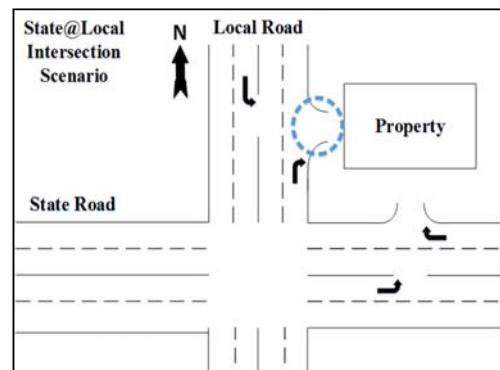 State@Local
Intersection
Scenario
N
Local Road
Property
State Road